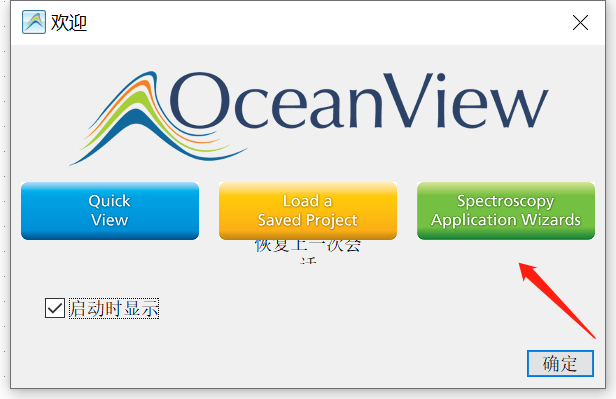 欢迎
OceanView
Quick
View
Load a
Saved Project
Spectroscopy
Application Wizards
恢复上一次会
话
启动时显示
确定